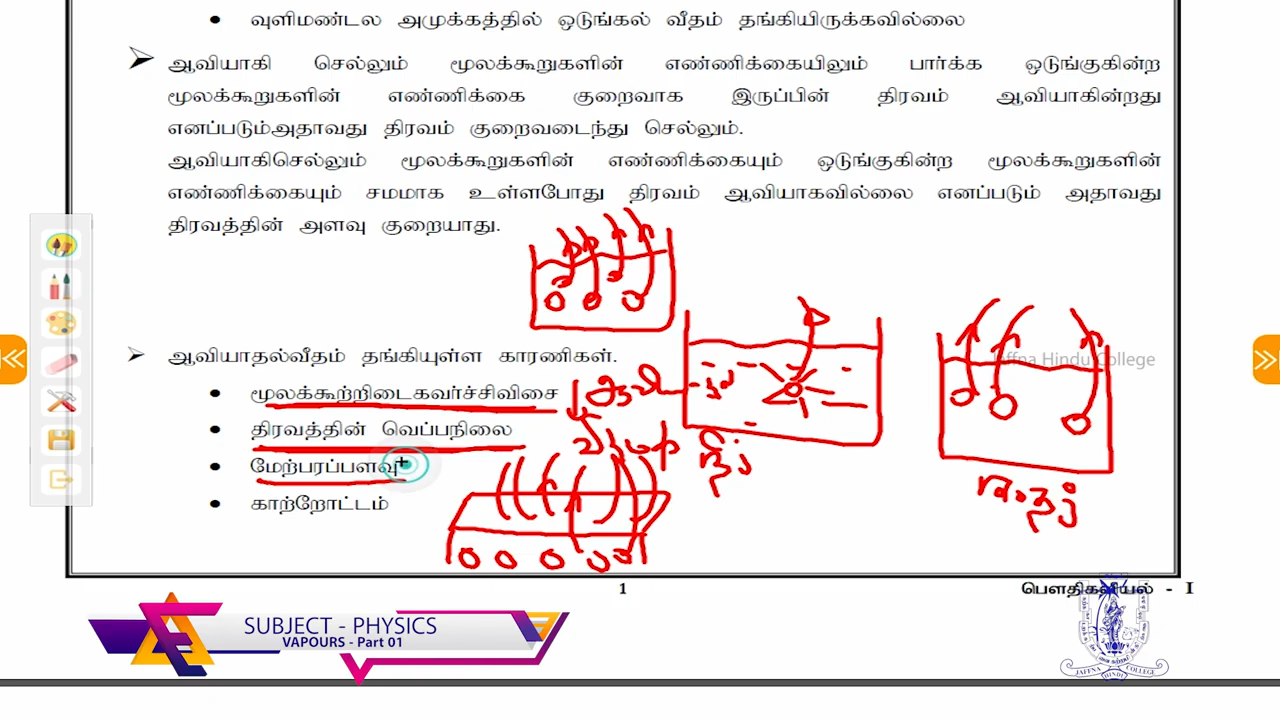 வுளிமண்டல அமுக்கத்தில் ஒடுங்கல் வீதம் தங்கியிருக்கவில்லை
ஆவியாகி செல்லும் மூலக்கூறுகளின் எண்ணிக்கையிலும் பார்க்க ஒடுங்குகின்ற
மூலக்கூறுகளின் எண்ணிக்கை குறைவாக இருப்பின் திரவம் ஆவியாகின்றது
எனப்படும்அதாவது திரவம் குறைவடைந்து செல்லும்.
ஆவியாகிசெல்லும் மூலக்கூறுகளின் எண்ணிக்கையும் ஒடுங்குகின்ற மூலக்கூறுகளின்
எண்ணிக்கையும் சமமாக உள்ளபோது திரவம் ஆவியாகவில்லை எனப்படும் அதாவது
திரவத்தின் அளவு குறையாது.
ஆவியாதல்வீதம் தங்கியுள்ள காரணிகள்.
Jaffna Hindu College
மூலக்கூற்றிடைகவர்ச்சிவிசை
திரவத்தின் வெப்பநிலை
மேற்பரப்பளவு
காற்றோட்டம்
1
பௌதிகவியல் - I
SUBJECT - PHYSICS
VAPOURS - Part 01